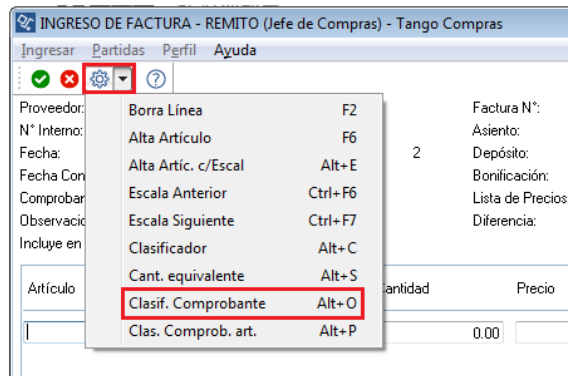 INGRESO DE FACTURA - REMITO (Jefe de Compras) - Tango Compras
Ingresar Partidas Perfil Ayuda
Proveedor: Factura N°:
N° Interno: Asiento:
Fecha: 2 Depósito:
Fecha Con Bonificación:
Comprobar Lista de Precios
Observacio Diferencia:
Incluye en
Borra Línea F2
Alta Artículo F6
Alta Artíc. c/Escal Alt+E
Escala Anterior Ctrl+F6
Escala Siguiente Ctrl+F7
Clasificador Alt+C
Cant. equivalente Alt+S
Clasif. Comprobante Alt+O
Clas. Comprob. art. Alt+P
Artículo antidad Precio
0.00